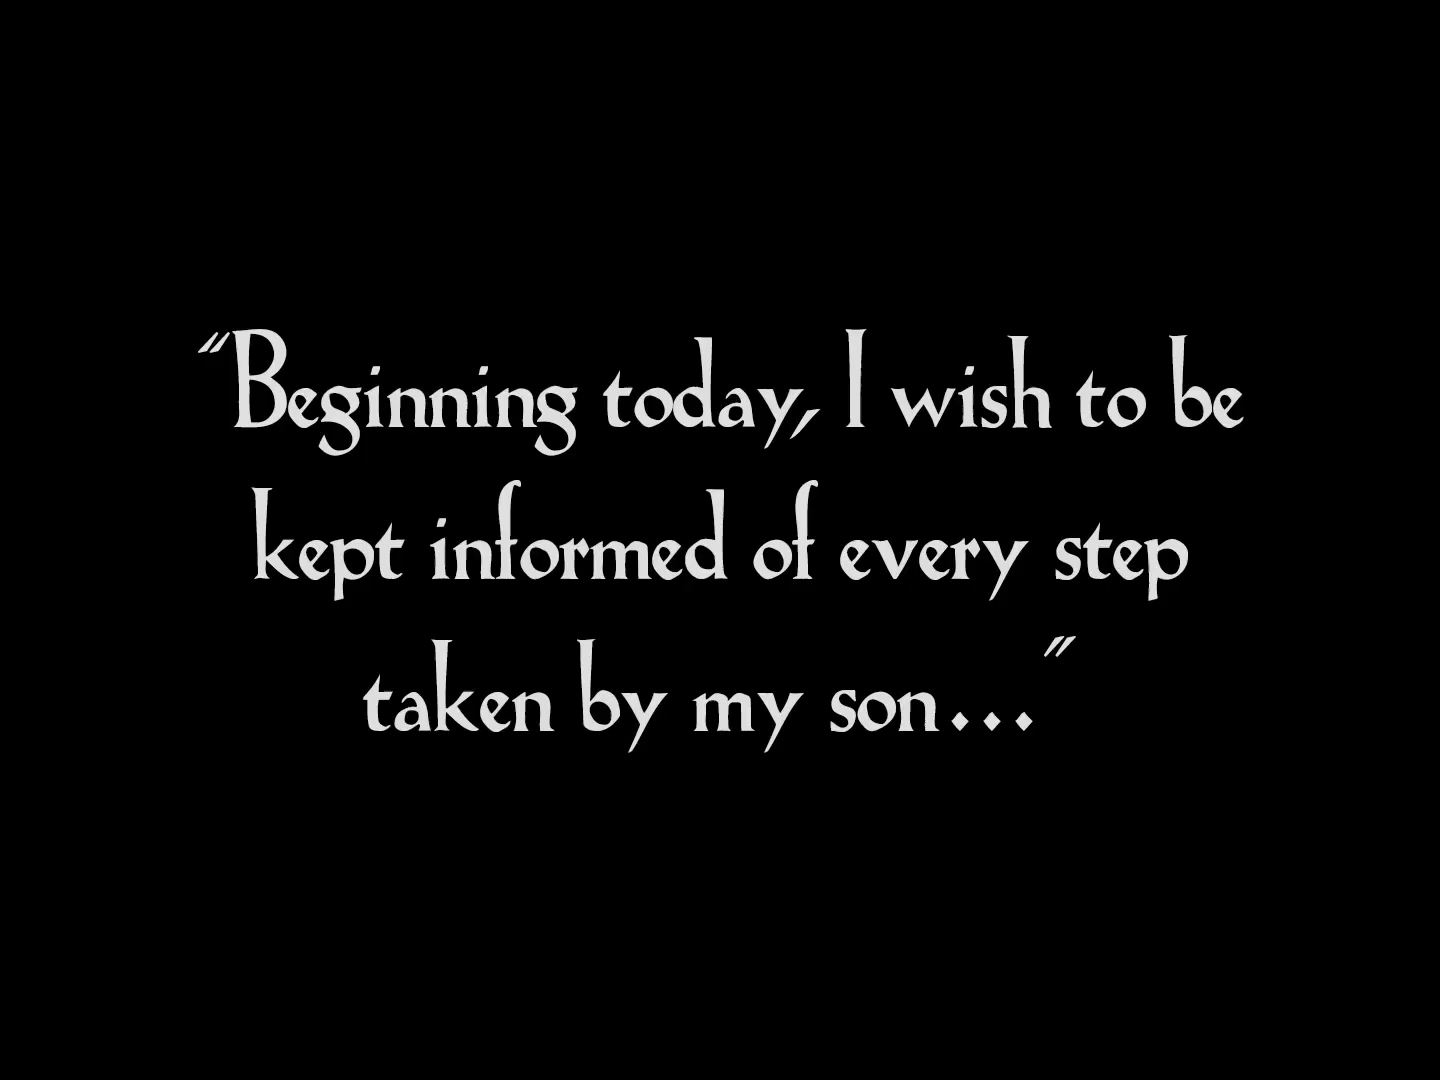 “Beginning today, I wish to be
kept informed of every step
taken by my son...”